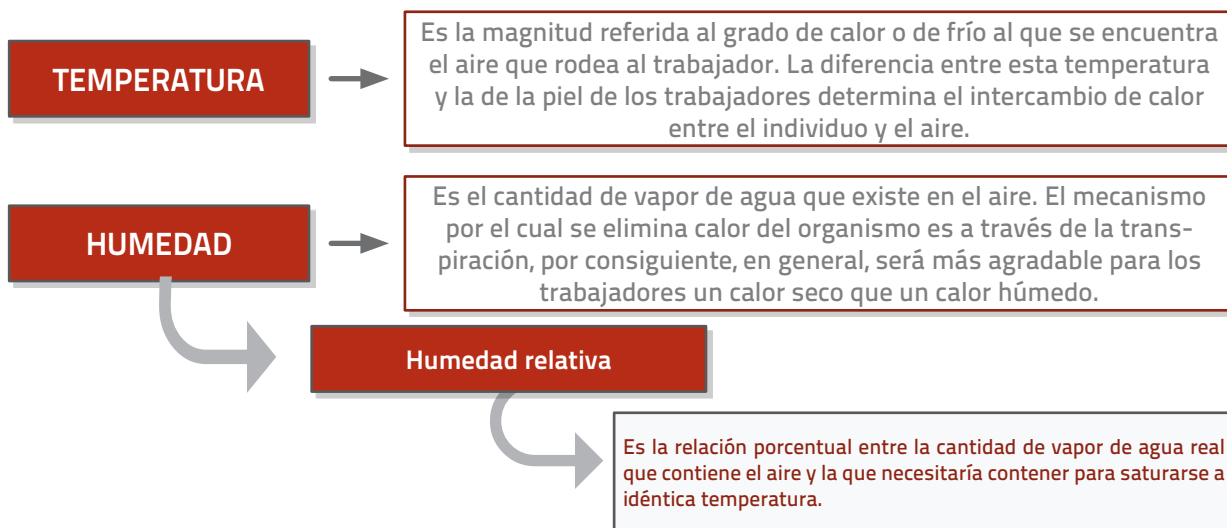 TEMPERATURA
Es la magnitud referida al grado de calor o de frío al que se encuentra
el aire que rodea al trabajador. La diferencia entre esta temperatura
y la de la piel de los trabajadores determina el intercambio de calor
entre el individuo y el aire.
HUMEDAD
Es el cantidad de vapor de agua que existe en el aire. El mecanismo
por el cual se elimina calor del organismo es a través de la trans-
piración, por consiguiente, en general, será más agradable para los
trabajadores un calor seco que un calor húmedo.
Humedad relativa
Es la relación porcentual entre la cantidad de vapor de agua real
que contiene el aire y la que necesitaría contener para saturarse a
idéntica temperatura.